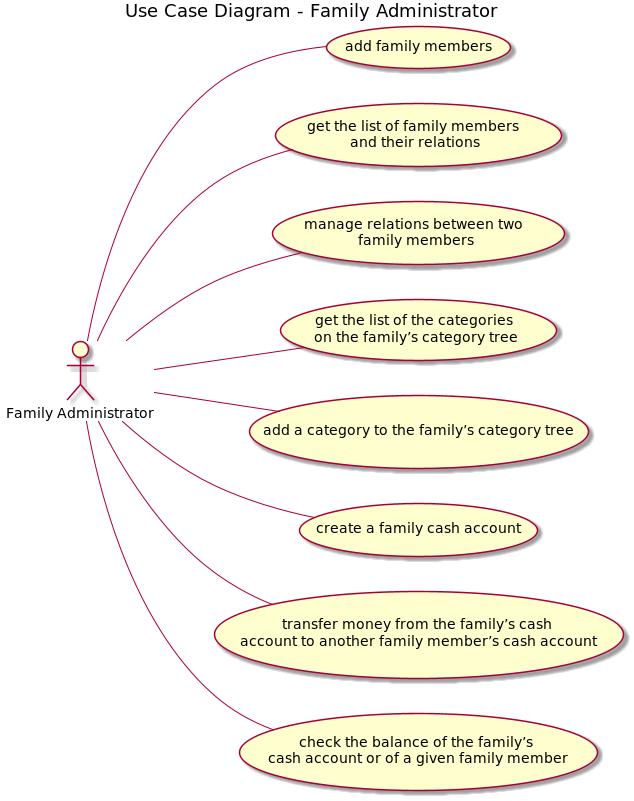 Use Case Diagram - Family Administrator
add family members
get the list of family members
and their relations
manage relations between two
family members
get the list of the categories
on the family’s category tree
Family Administrator
add a category to the family’s category tree
create a family cash account
transfer money from the family’s cash
account to another family member’s cash account
check the balance of the family’s
cash account or of a given family member